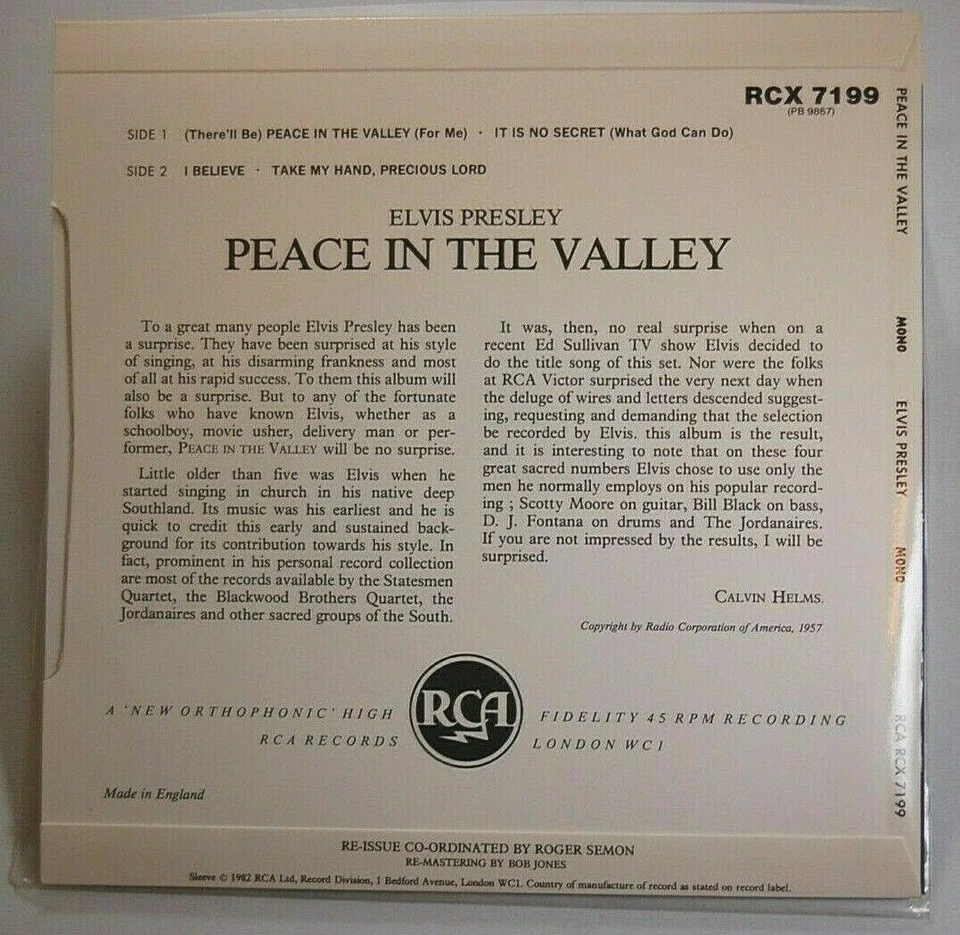 RCX 7199
(PB 9867)
SIDE 1 (There'll Be) PEACE IN THE VALLEY (For Me) · IT IS NO SECRET (What God Can Do)
SIDE 2 I BELIEVE · TAKE MY HAND, PRECIOUS LORD
ELVIS PRESLEY
PEACE IN THE VALLEY
To a great many people Elvis Presley has been
a surprise. They have been surprised at his style
of singing, at his disarming frankness and most
of all at his rapid success. To them this album will
also be a surprise. But to any of the fortunate
folks who have known Elvis, whether as a
schoolboy, movie usher, delivery man or per-
former, PEACE IN THE VALLEY will be no surprise.
Little older than five was Elvis when he
started singing in church in his native deep
Southland. Its music was his earliest and he is
quick to credit this early and sustained back-
ground for its contribution towards his style. In
fact, prominent in his personal record collection
are most of the records available by the Statesmen
Quartet, the Blackwood Brothers Quartet, the
Jordanaires and other sacred groups of the South.
It was, then, no real surprise when on a
recent Ed Sullivan TV show Elvis decided to
do the title song of this set. Nor were the folks
at RCA Victor surprised the very next day when
the deluge of wires and letters descended suggest-
ing, requesting and demanding that the selection
be recorded by Elvis. this album is the result,
and it is interesting to note that on these four
great sacred numbers Elvis chose to use only the
men he normally employs on his popular record-
ing ; Scotty Moore on guitar, Bill Black on bass,
D. J. Fontana on drums and The Jordanaires.
If you are not impressed by the results, I will be
surprised.
CALVIN HELMS.
Copyright by Radio Corporation of America, 1957
A 'NEW ORTHOPHONIC' HIGH FIDELITY 45 RPM RECORDING
RCA
RCA RECORDS LONDON WC1
Made in England
RE-ISSUE CO-ORDINATED BY ROGER SEMON
RE-MASTERING BY BOB JONES
Sleeve © 1982 RCA Ltd, Record Division, 1 Bedford Avenue, London WC1. Country of manufacture of record as stated on record label.
PEACE IN THE VALLEY MONO ELVIS PRESLEY MONO RCA RCX 7199